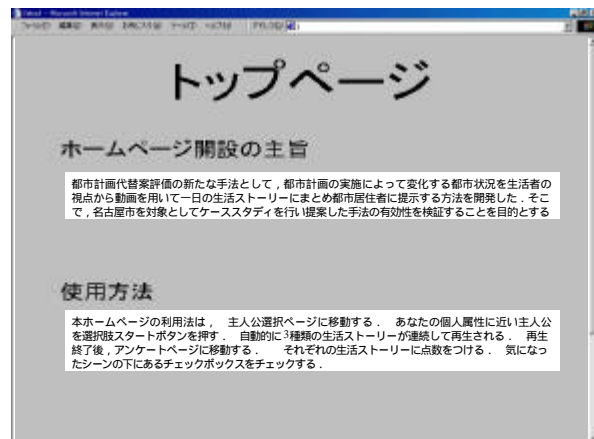 トップページ
ホームページ開設の主旨
都市計画代替案評価の新たな手法として，都市計画の実施によって変化する都市状況を生活者の
視点から動画を用いて一日の生活ストーリーにまとめ都市居住者に提示する方法を開発した．そこ
で，名古屋市を対象としてケーススタディを行い提案した手法の有効性を検証することを目的とする
使用方法
本ホームページの利用法は，　主人公選択ページに移動する．　あなたの個人属性に近い主人公
を選択肢スタートボタンを押す．　自動的に3種類の生活ストーリーが連続して再生される．　再生
終了後，アンケートページに移動する．　　それぞれの生活ストーリーに点数をつける．　気になっ
たシーンの下にあるチェックボックスをチェックする．